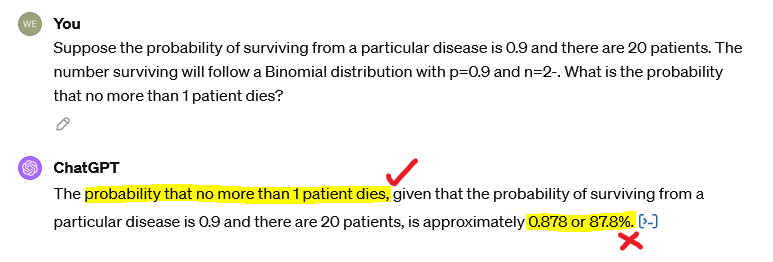 WE You
Suppose the probability of surviving from a particular disease is 0.9 and there are 20 patients. The
number surviving will follow a Binomial distribution with p=0.9 and n=2-. What is the probability
that no more than 1 patient dies?
ChatGPT
The probability that no more than 1 patient dies, given that the probability of surviving from a
particular disease is 0.9 and there are 20 patients, is approximately 0.878 or 87.8%. [>-]